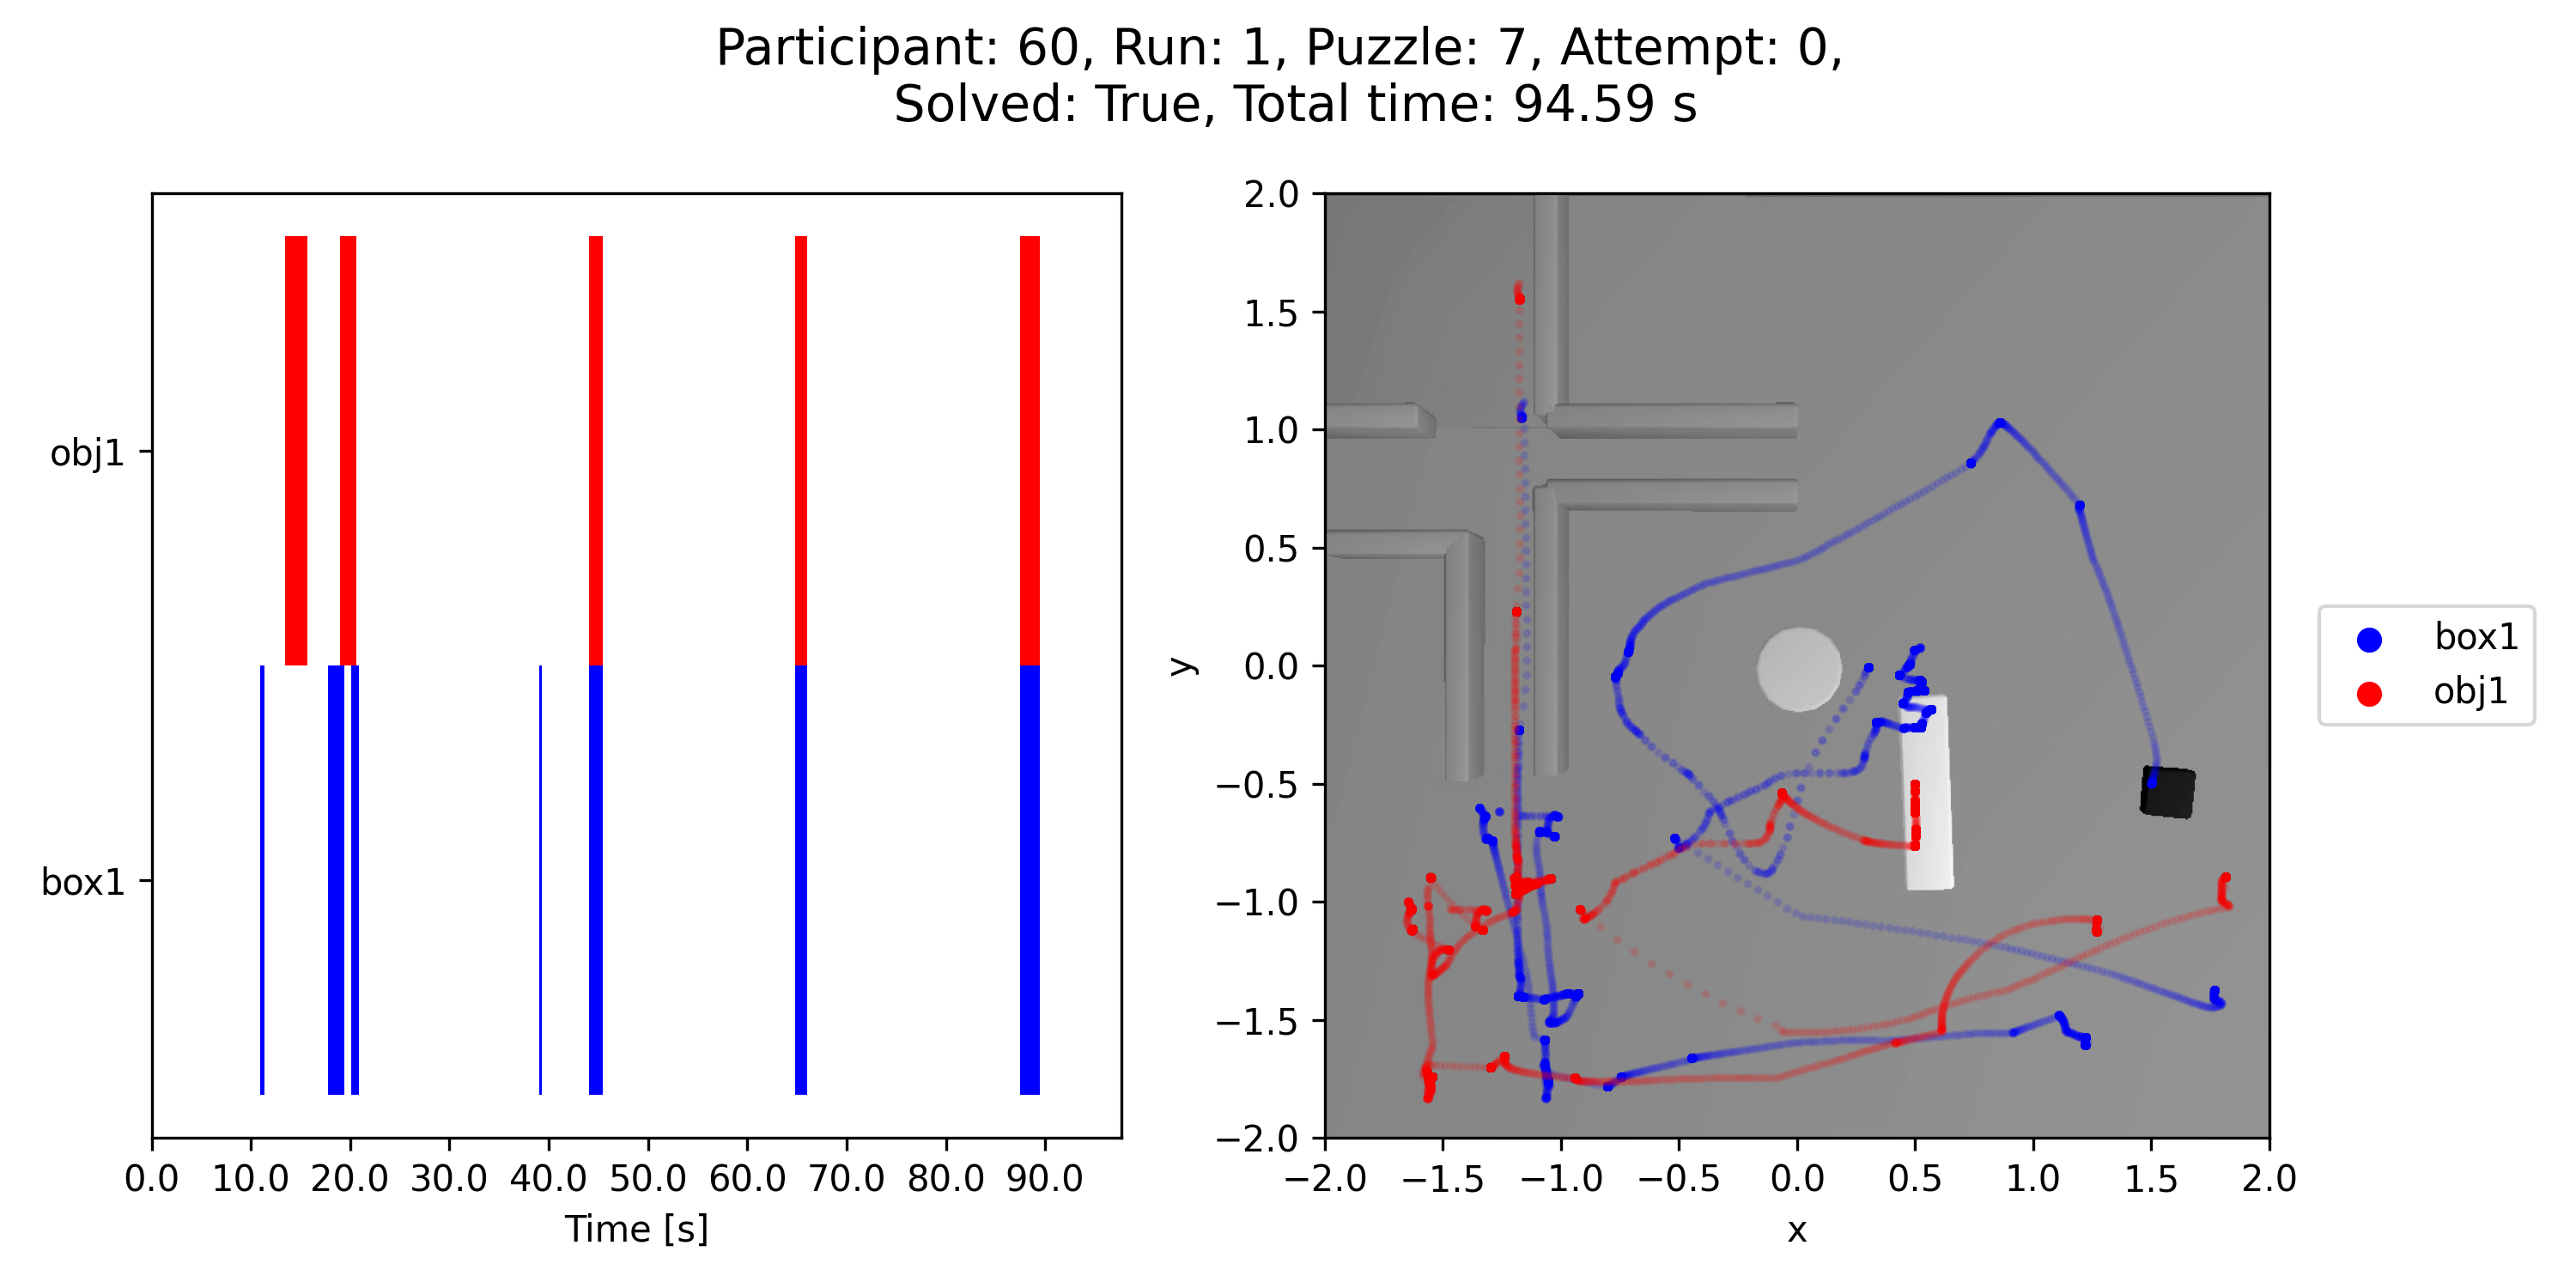 Participant: 60, Run: 1, Puzzle: 7, Attempt: 0,
Solved: True, Total time: 94.59 s
obj1
box1
0.0 10.0 20.0 30.0 40.0 50.0 60.0 70.0 80.0 90.0
Time [s]
2.0
1.5
1.0
0.5
0.0
−0.5
−1.0
−1.5
−2.0
y
−2.0 −1.5 −1.0 −0.5 0.0 0.5 1.0 1.5 2.0
x
box1
obj1